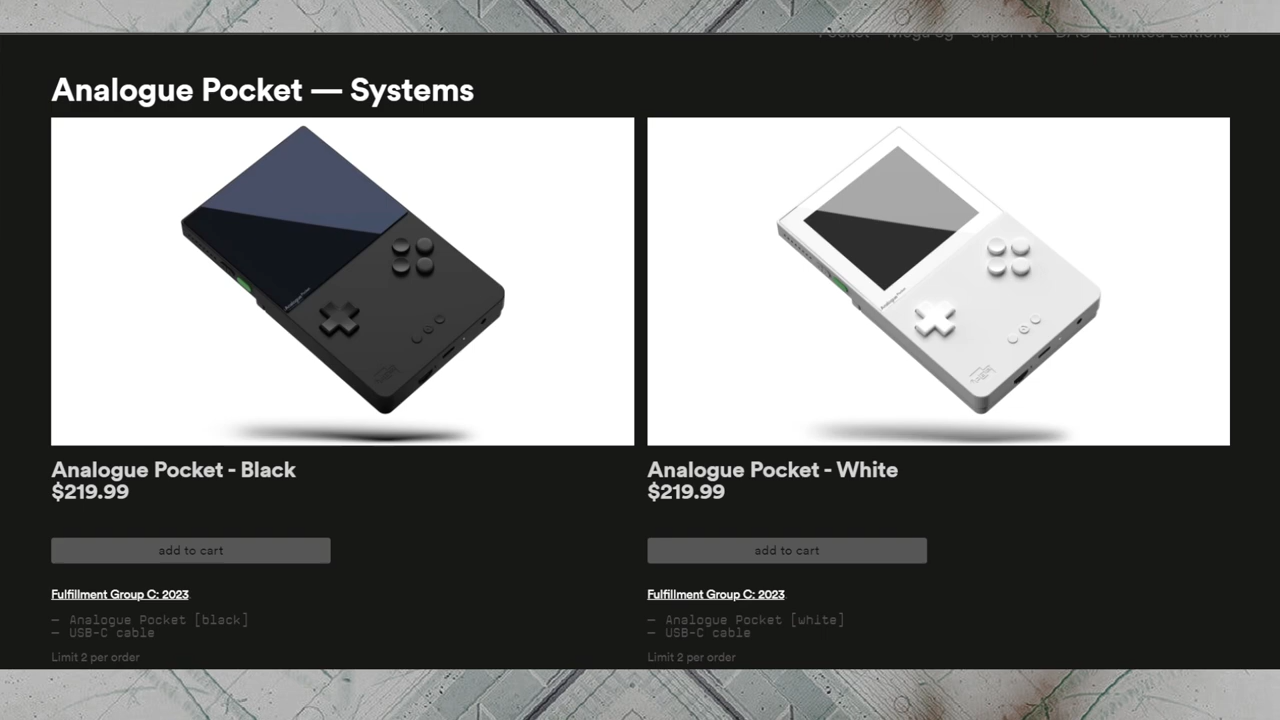 Analogue Pocket — Systems
Analogue Pocket - Black
$219.99
add to cart
Fulfillment Group C: 2023
— Analogue Pocket [black]
— USB-C cable
Limit 2 per order
Analogue Pocket - White
$219.99
add to cart
Fulfillment Group C: 2023
— Analogue Pocket [white]
— USB-C cable
Limit 2 per order